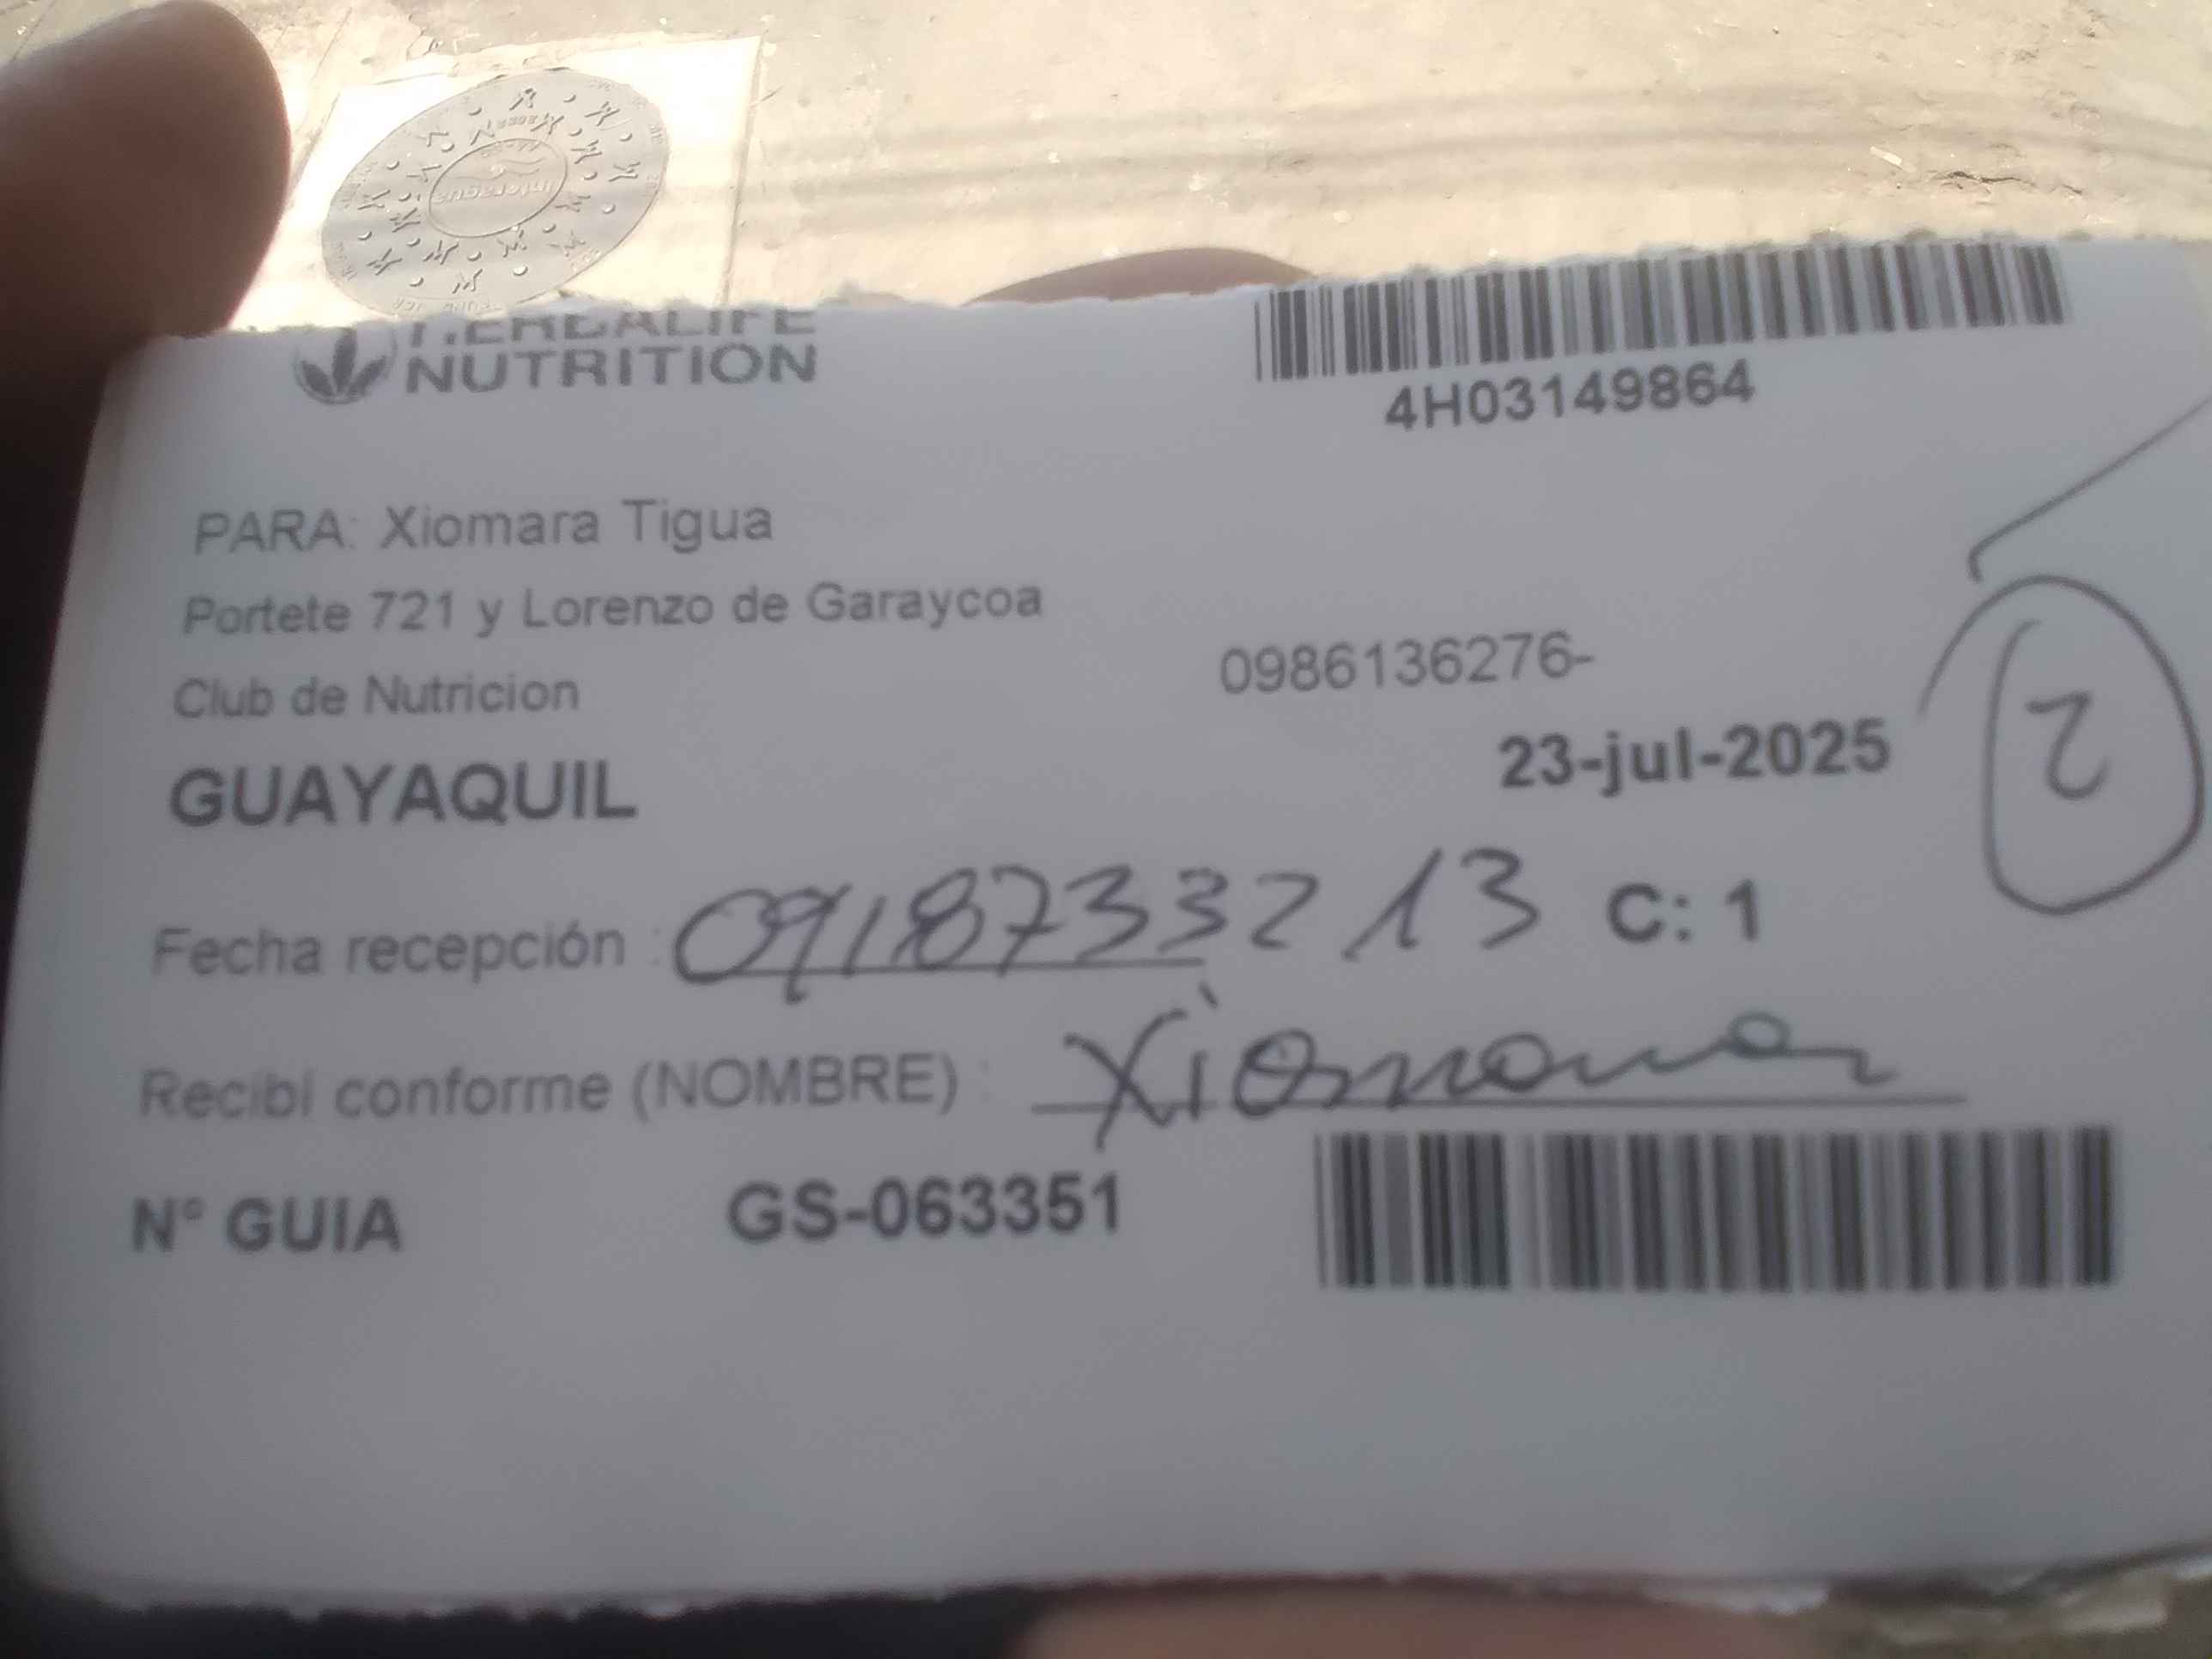 HERBALIFE
NUTRITION
4H03149864
PARA: Xiomara Tigua
Portete 721 y Lorenzo de Garaycoa
Club de Nutricion
0986136276-
GUAYAQUIL
23-jul-2025
2
Fecha recepción : 0918733213 C: 1
Recibi conforme (NOMBRE) : Xiomara
N° GUIA GS-063351
interagua